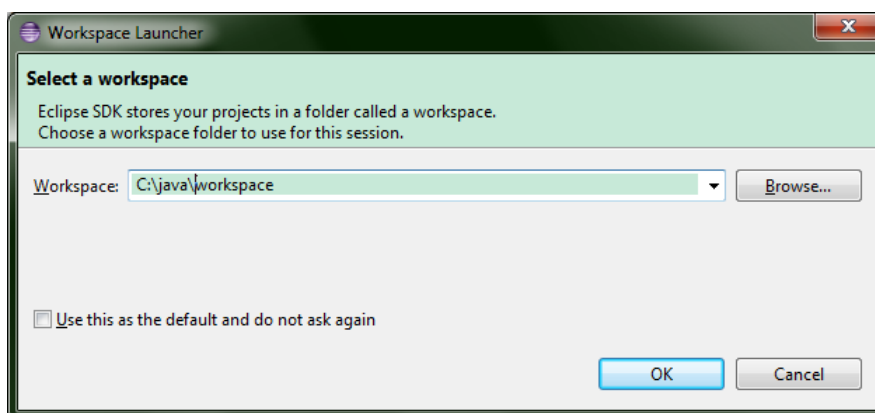 Workspace Launcher
Select a workspace
Eclipse SDK stores your projects in a folder called a workspace.
Choose a workspace folder to use for this session.
Workspace: C:\java\workspace Browse...
Use this as the default and do not ask again
OK Cancel